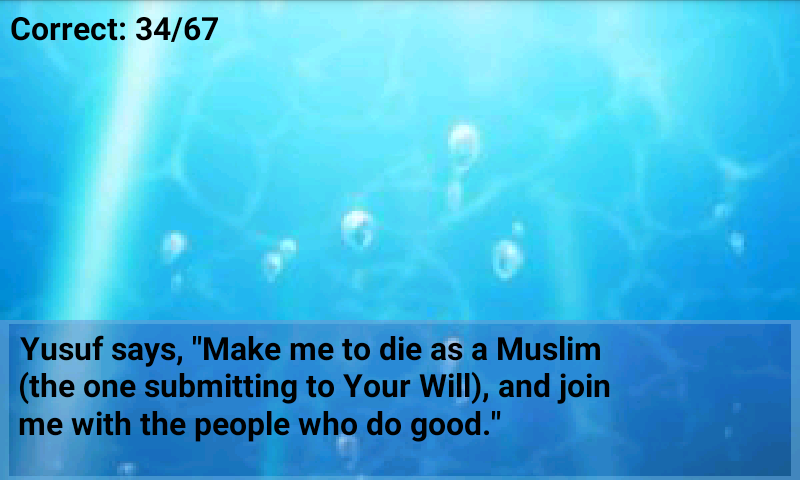 Correct: 34/67
Yusuf says, "Make me to die as a Muslim
(the one submitting to Your Will), and join
me with the people who do good."